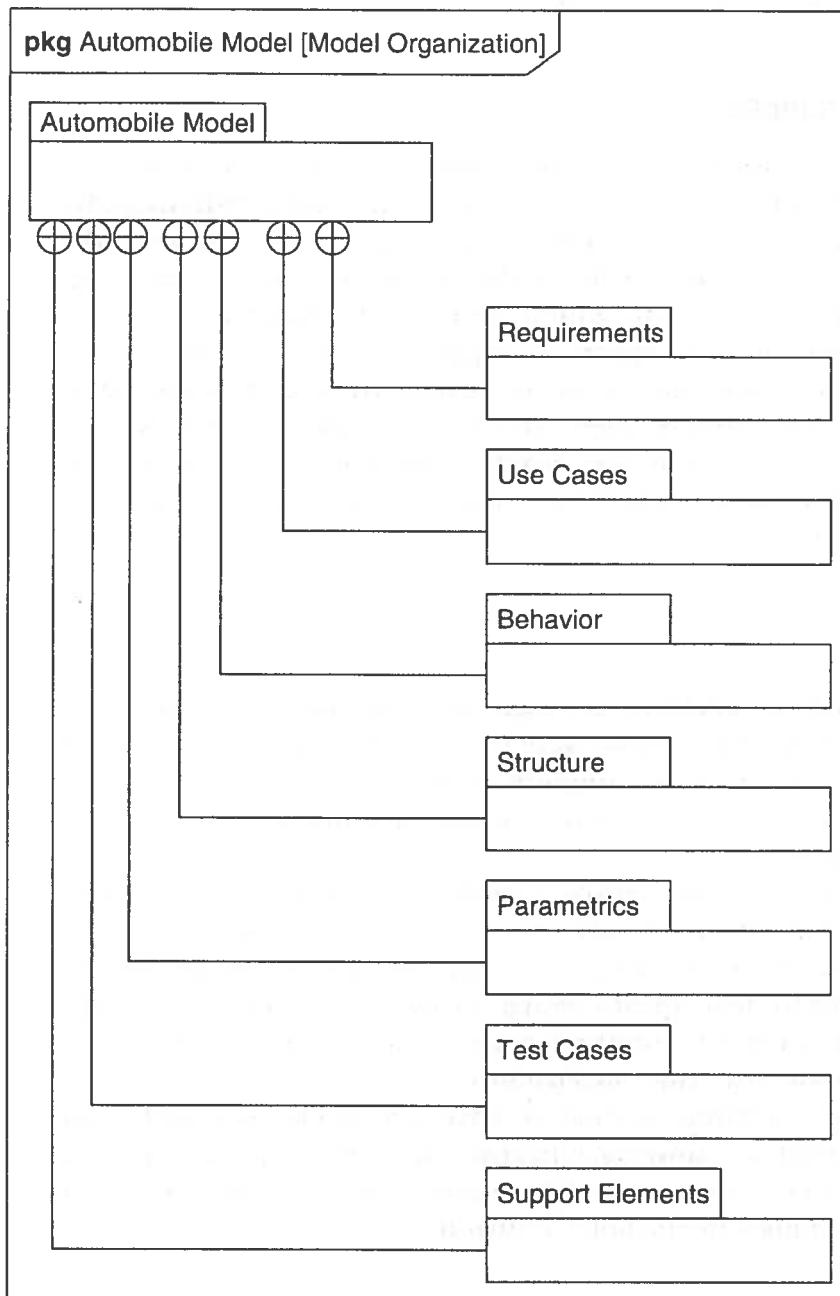 pkg Automobile Model [Model Organization]
Automobile Model
Requirements
Use Cases
Behavior
Structure
Parametrics
Test Cases
Support Elements